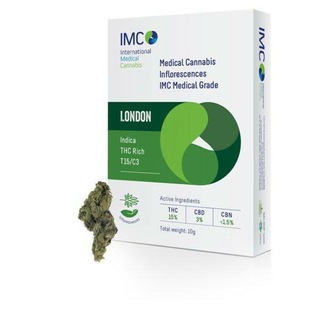 IMC
International
Medical
Cannabis
Medical Cannabis
Inflorescences
IMC Medical Grade
LONDON
Indica
THC Rich
T15/C3
Active Ingredients
THC CBD CBN
15% 3% <1.5%
Total weight: 10g